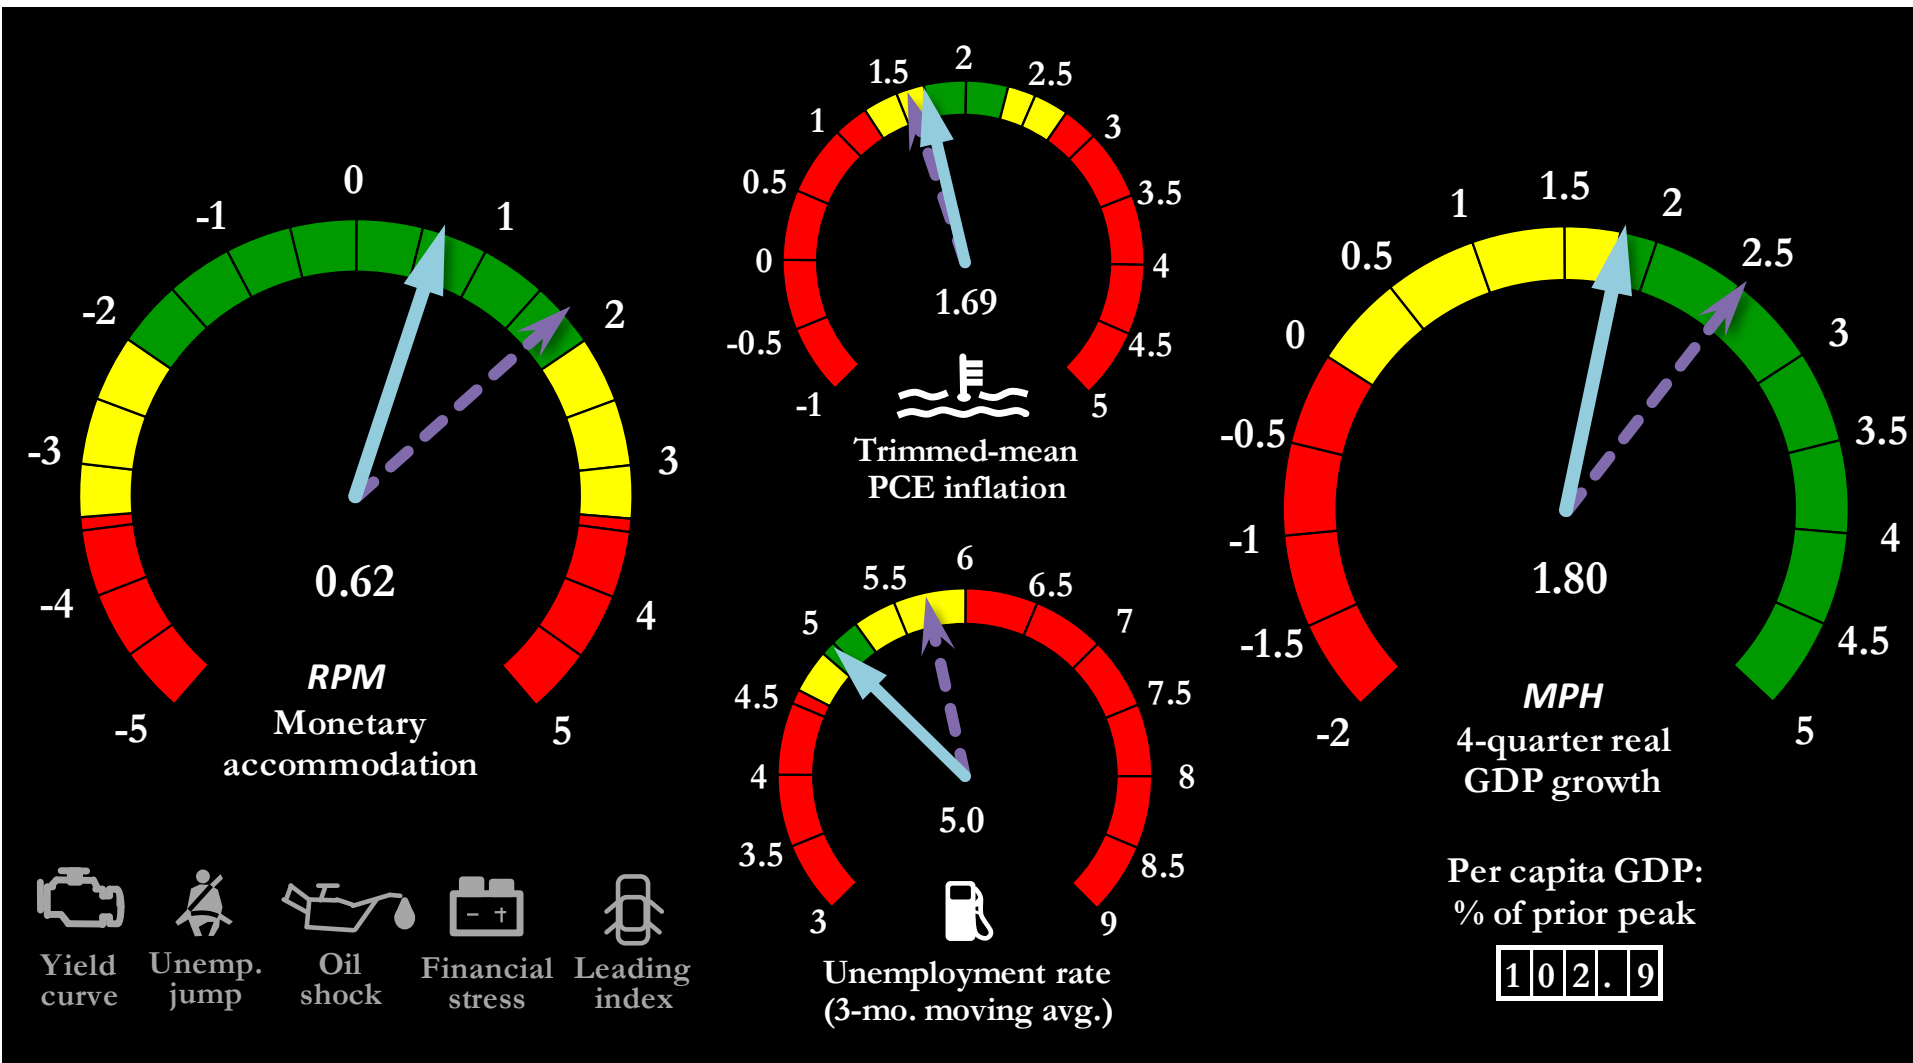 0
-1
1
-2
2
-3
3
-4
4
-5
5
0.62
RPM
Monetary
accommodation
2
1.5
2.5
1
3
0.5
3.5
0
4
-0.5
4.5
-1
5
1.69
Trimmed-mean
PCE inflation
6
5.5
6.5
5
7
4.5
7.5
4
8
3.5
8.5
3
9
5.0
Unemployment rate
(3-mo. moving avg.)
1.5
1
2
0.5
2.5
0
3
-0.5
3.5
-1
4
-1.5
4.5
-2
5
1.80
MPH
4-quarter real
GDP growth
Per capita GDP:
% of prior peak
102.9
Yield
curve
Unemp.
jump
Oil
shock
- +
Financial
stress
Leading
index